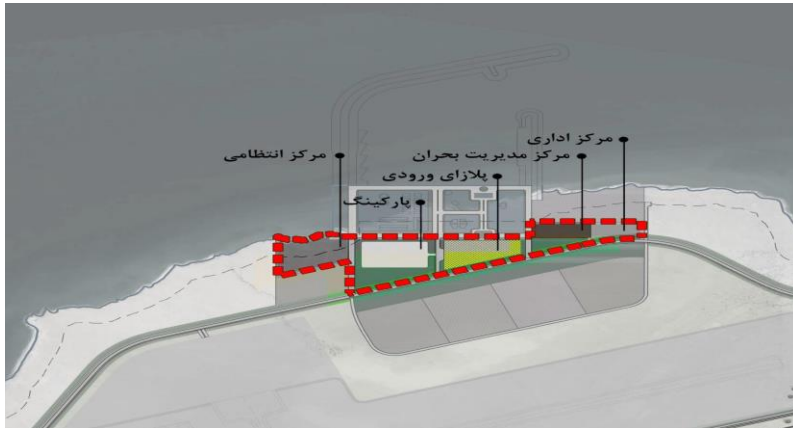 مرکز اداری
مرکز انتظامی
مرکز مدیریت بحران
پلازای ورودی
پارکینگ